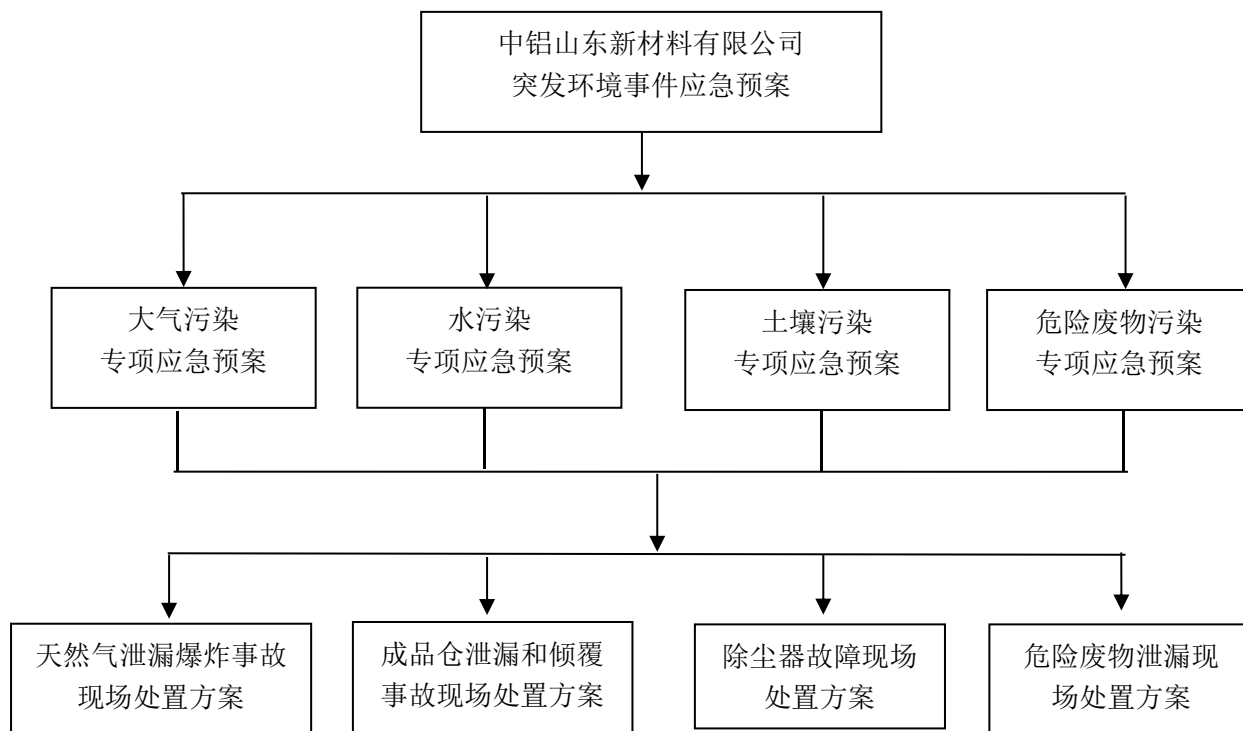 中铝山东新材料有限公司
突发环境事件应急预案
大气污染
专项应急预案
水污染
专项应急预案
土壤污染
专项应急预案
危险废物污染
专项应急预案
天然气泄漏爆炸事故
现场处置方案
成品仓泄漏和倾覆
事故现场处置方案
除尘器故障现场
处置方案
危险废物泄漏现
场处置方案